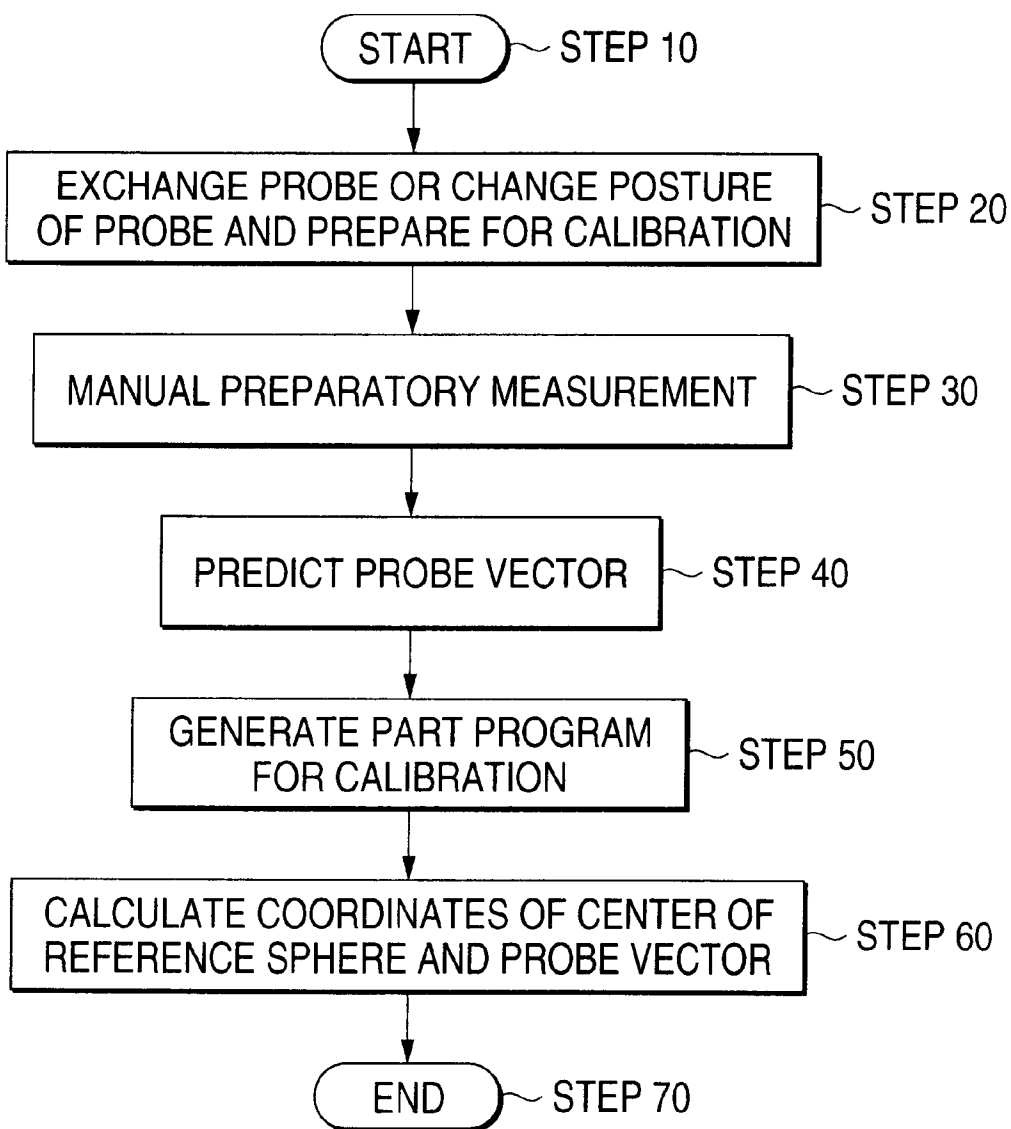 START STEP 10
EXCHANGE PROBE OR CHANGE POSTURE
OF PROBE AND PREPARE FOR CALIBRATION
STEP 20
MANUAL PREPARATORY MEASUREMENT STEP 30
PREDICT PROBE VECTOR STEP 40
GENERATE PART PROGRAM
FOR CALIBRATION
STEP 50
CALCULATE COORDINATES OF CENTER OF
REFERENCE SPHERE AND PROBE VECTOR
STEP 60
END STEP 70